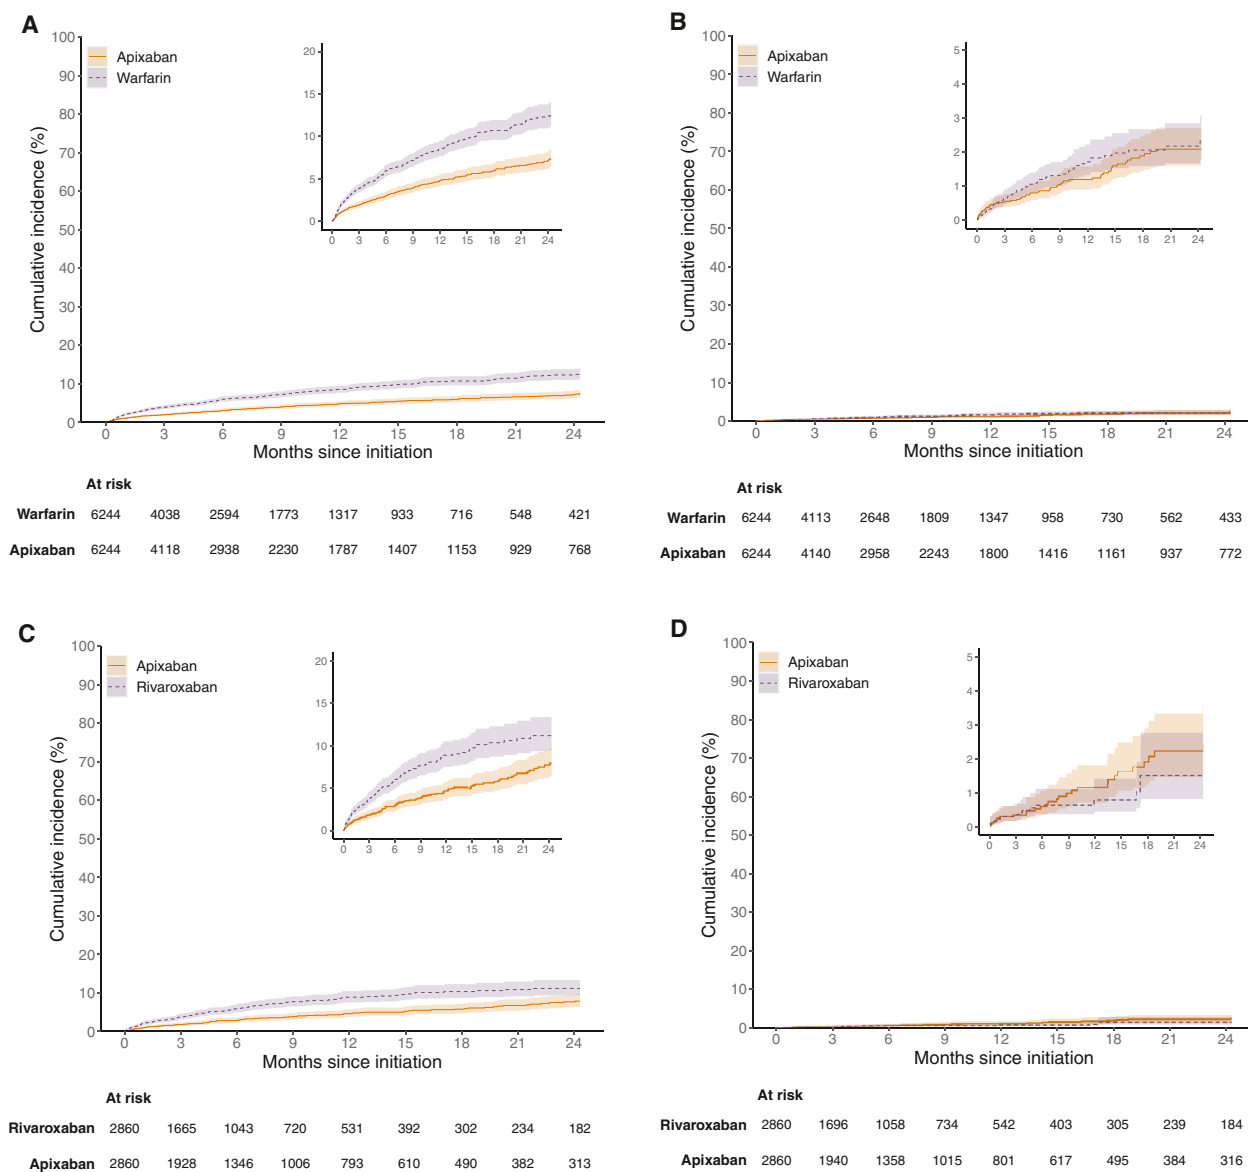 A
Apixaban
Warfarin
Cumulative incidence (%)
100
90
80
70
60
50
40
30
20
10
0
20
15
10
5
0
0 3 6 9 12 15 18 21 24
0 3 6 9 12 15 18 21 24
Months since initiation
At risk
Warfarin 6244 4038 2594 1773 1317 933 716 548 421
Apixaban 6244 4118 2938 2230 1787 1407 1153 929 768
B
Apixaban
Warfarin
Cumulative incidence (%)
100
90
80
70
60
50
40
30
20
10
0
5
4
3
2
1
0
0 3 6 9 12 15 18 21 24
0 3 6 9 12 15 18 21 24
Months since initiation
At risk
Warfarin 6244 4113 2648 1809 1347 958 730 562 433
Apixaban 6244 4140 2958 2243 1800 1416 1161 937 772
C
Apixaban
Rivaroxaban
Cumulative incidence (%)
100
90
80
70
60
50
40
30
20
10
0
20
15
10
5
0
0 3 6 9 12 15 18 21 24
0 3 6 9 12 15 18 21 24
Months since initiation
At risk
Rivaroxaban 2860 1665 1043 720 531 392 302 234 182
Apixaban 2860 1928 1346 1006 793 610 490 382 313
D
Apixaban
Rivaroxaban
Cumulative incidence (%)
100
90
80
70
60
50
40
30
20
10
0
5
4
3
2
1
0
0 3 6 9 12 15 18 21 24
0 3 6 9 12 15 18 21 24
Months since initiation
At risk
Rivaroxaban 2860 1696 1058 734 542 403 305 239 184
Apixaban 2860 1940 1358 1015 801 617 495 384 316